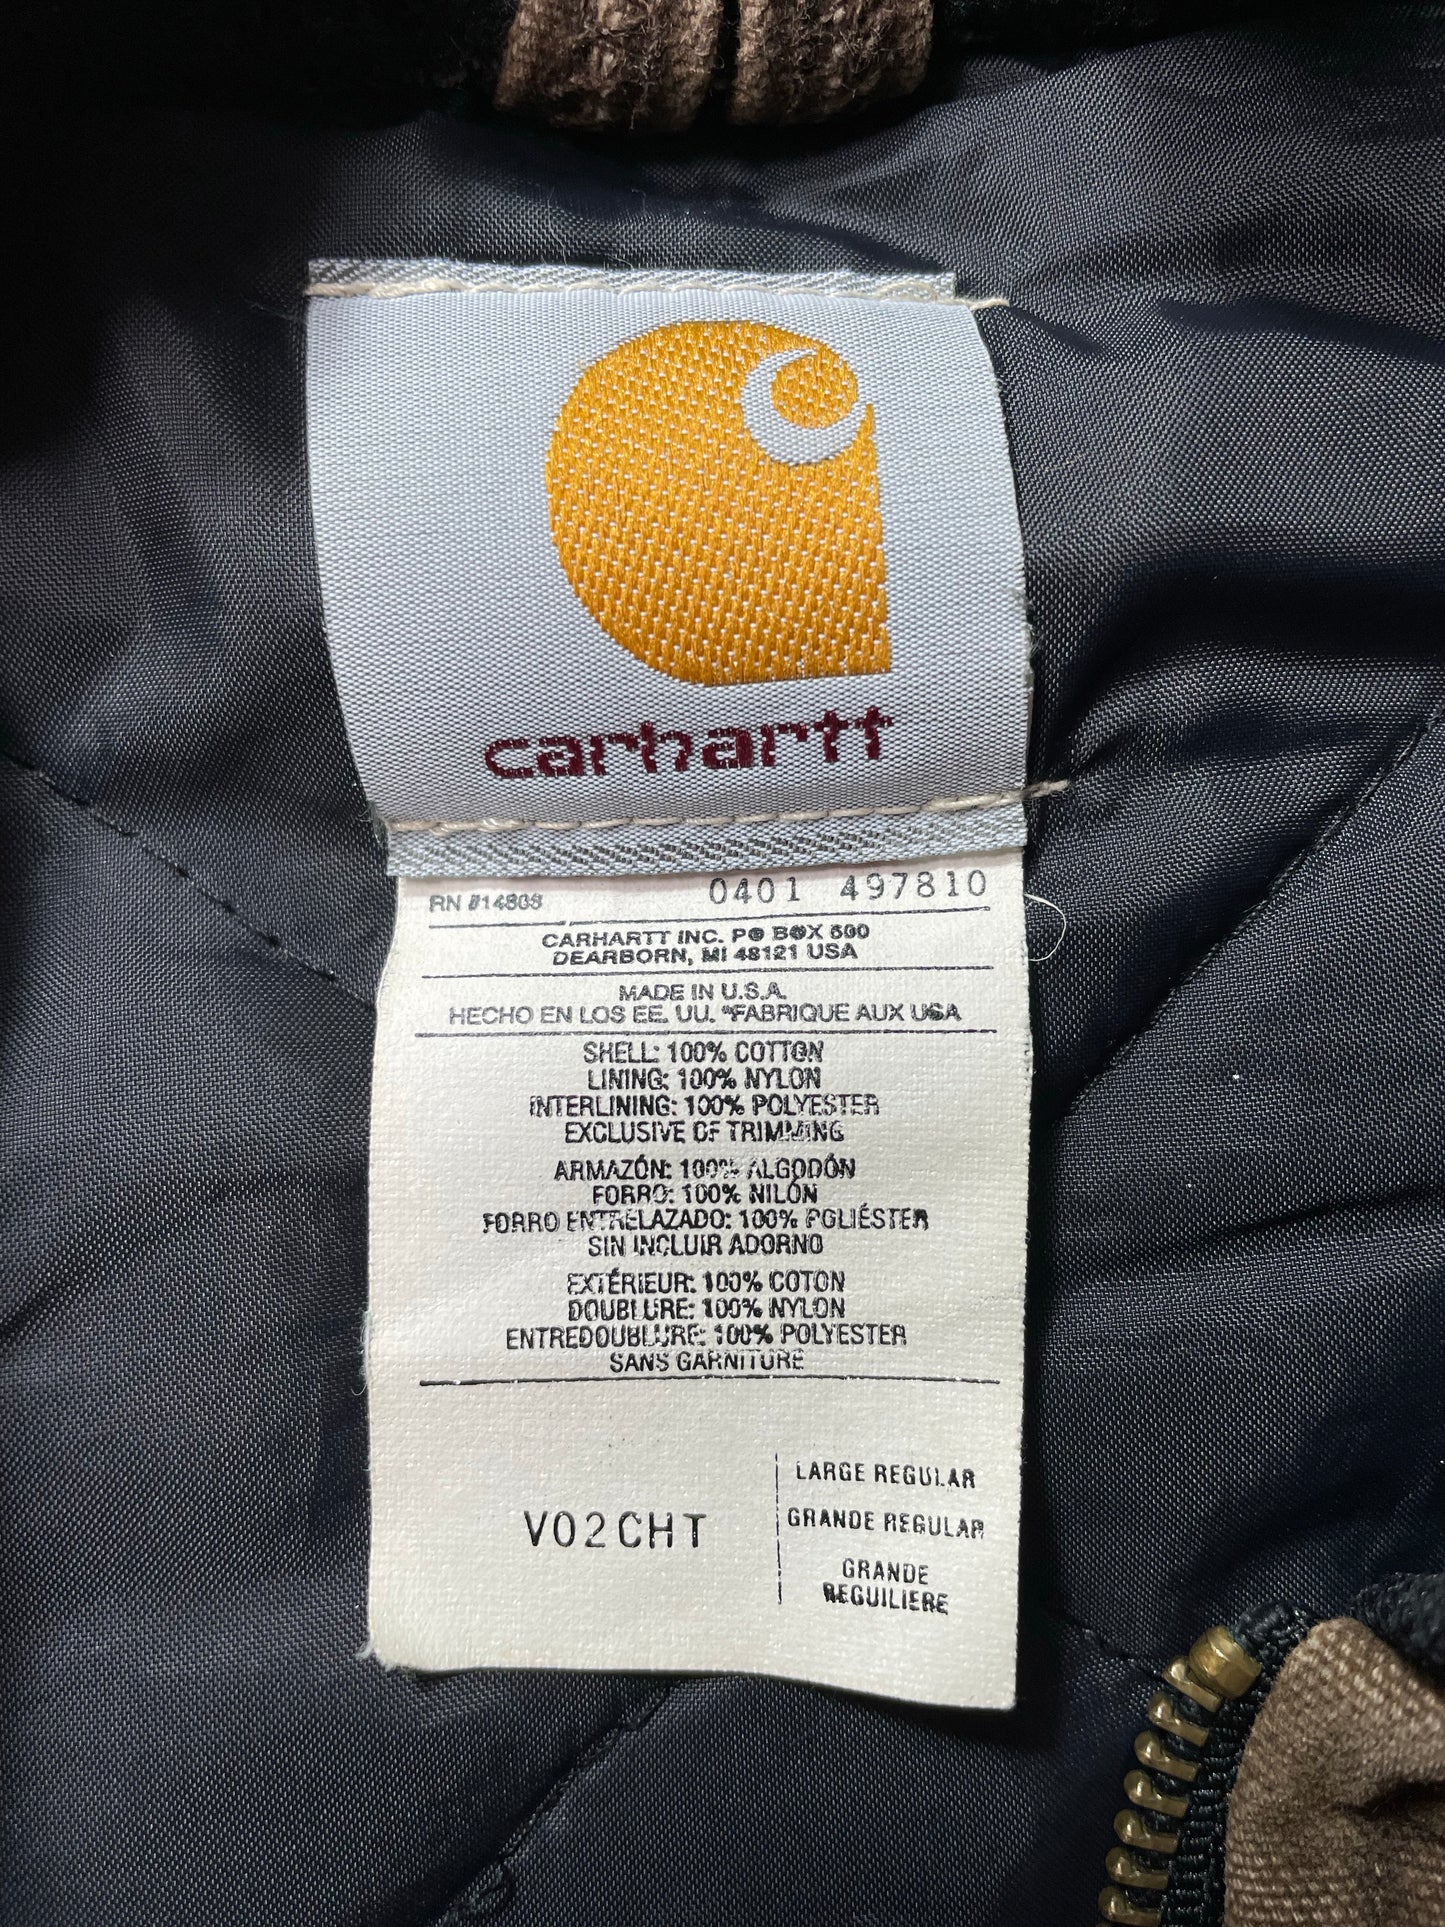 carhartt
RN #14806 0401 497810
CARHARTT INC. PO BOX 600
DEARBORN, MI 48121 USA
MADE IN U.S.A.
HECHO EN LOS EE. UU. *FABRIQUE AUX USA
SHELL: 100% COTTON
LINING: 100% NYLON
INTERLINING: 100% POLYESTER
EXCLUSIVE OF TRIMMING
ARMAZÓN: 100% ALGODÓN
FORRO: 100% NILÓN
FORRO ENTRELAZADO: 100% POLIÉSTER
SIN INCLUIR ADORNO
EXTÉRIEUR: 100% COTON
DOUBLURE: 100% NYLON
ENTREDOUBLURE: 100% POLYESTER
SANS GARNITURE
V02CHT
LARGE REGULAR
GRANDE REGULAR
GRANDE
REGUILIERE